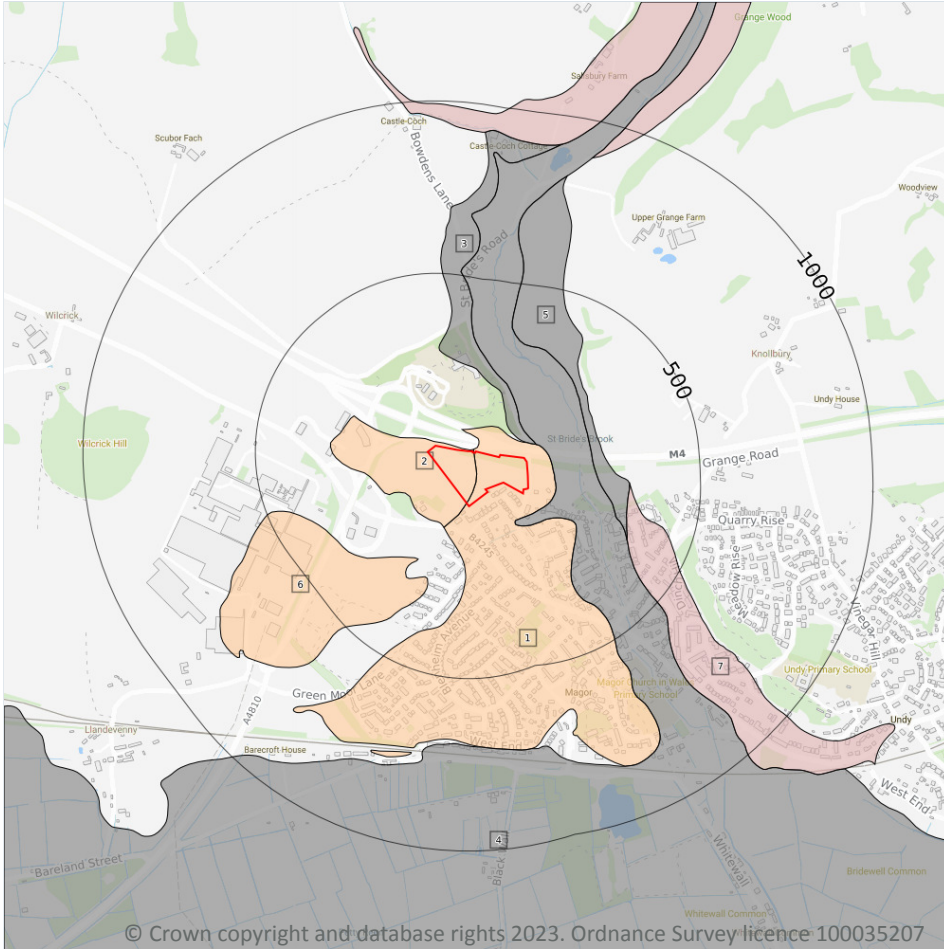 Grange Wood
Salisbury Farm
Castle-Coch
Castle-Coch Cottage
Scubor Fach
Bowdens Lane
Woodview
Upper Grange Farm
3
St Bride's Road
1000
5
Wilcrick
Knollbury
500
Undy House
Wilcrick Hill
St Bride's Brook
M4
Grange Road
2
Quarry Rise
B4245
Meadow Rise
6
Vinegar Hill
1
7
Undy Primary School
Magor Church in Wales
Primary School
Green Moor Lane
Magor
A4810
Undy
Llandevenny
Barecroft House
West End
West End
4
Bareland Street
Whitewall
Bridewell Common
Whitewall Common
© Crown copyright and database rights 2023. Ordnance Survey licence 100035207